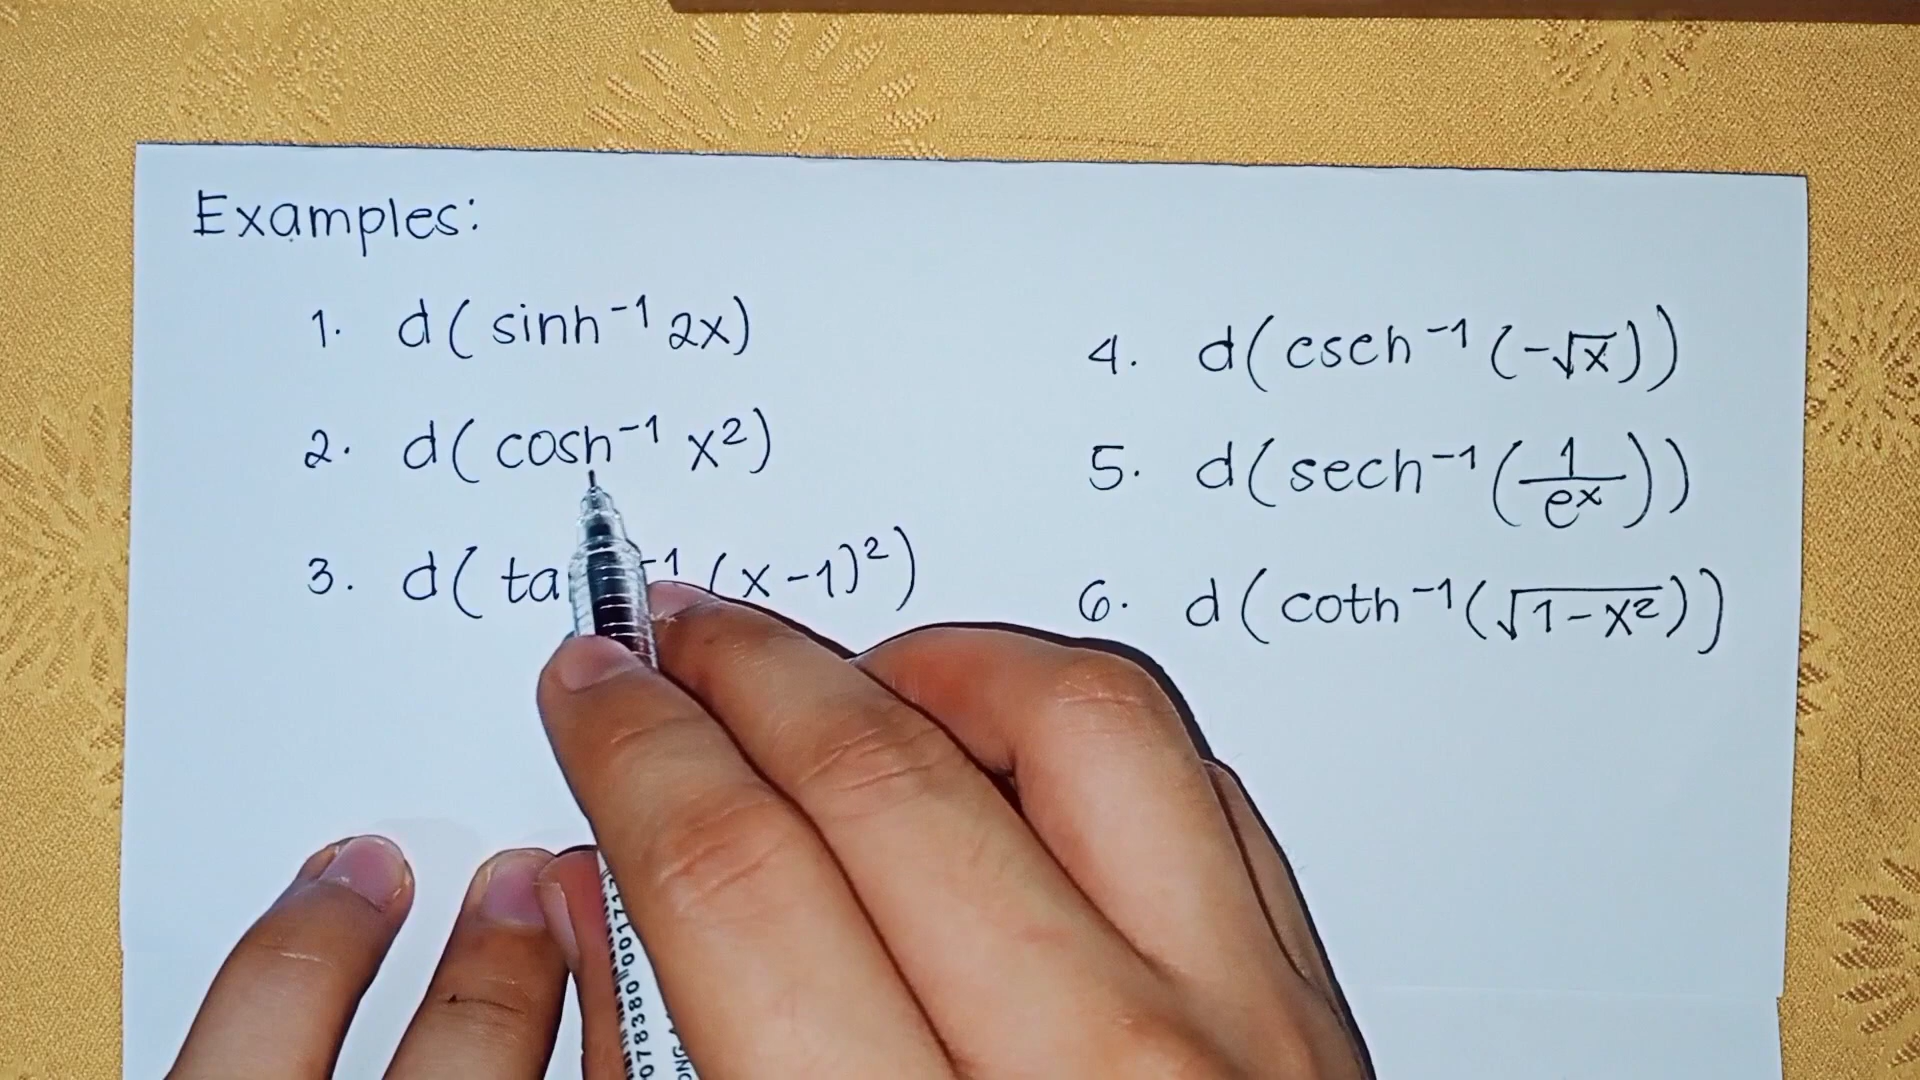 Examples:
1. d(sinh⁻¹ 2x)
2. d(cosh⁻¹ x²)
3. d(ta ⁻¹ (x-1)²)
4. d(csch⁻¹ (-√x))
5. d(sech⁻¹ (1/eˣ))
6. d(coth⁻¹(√(1-x²)))